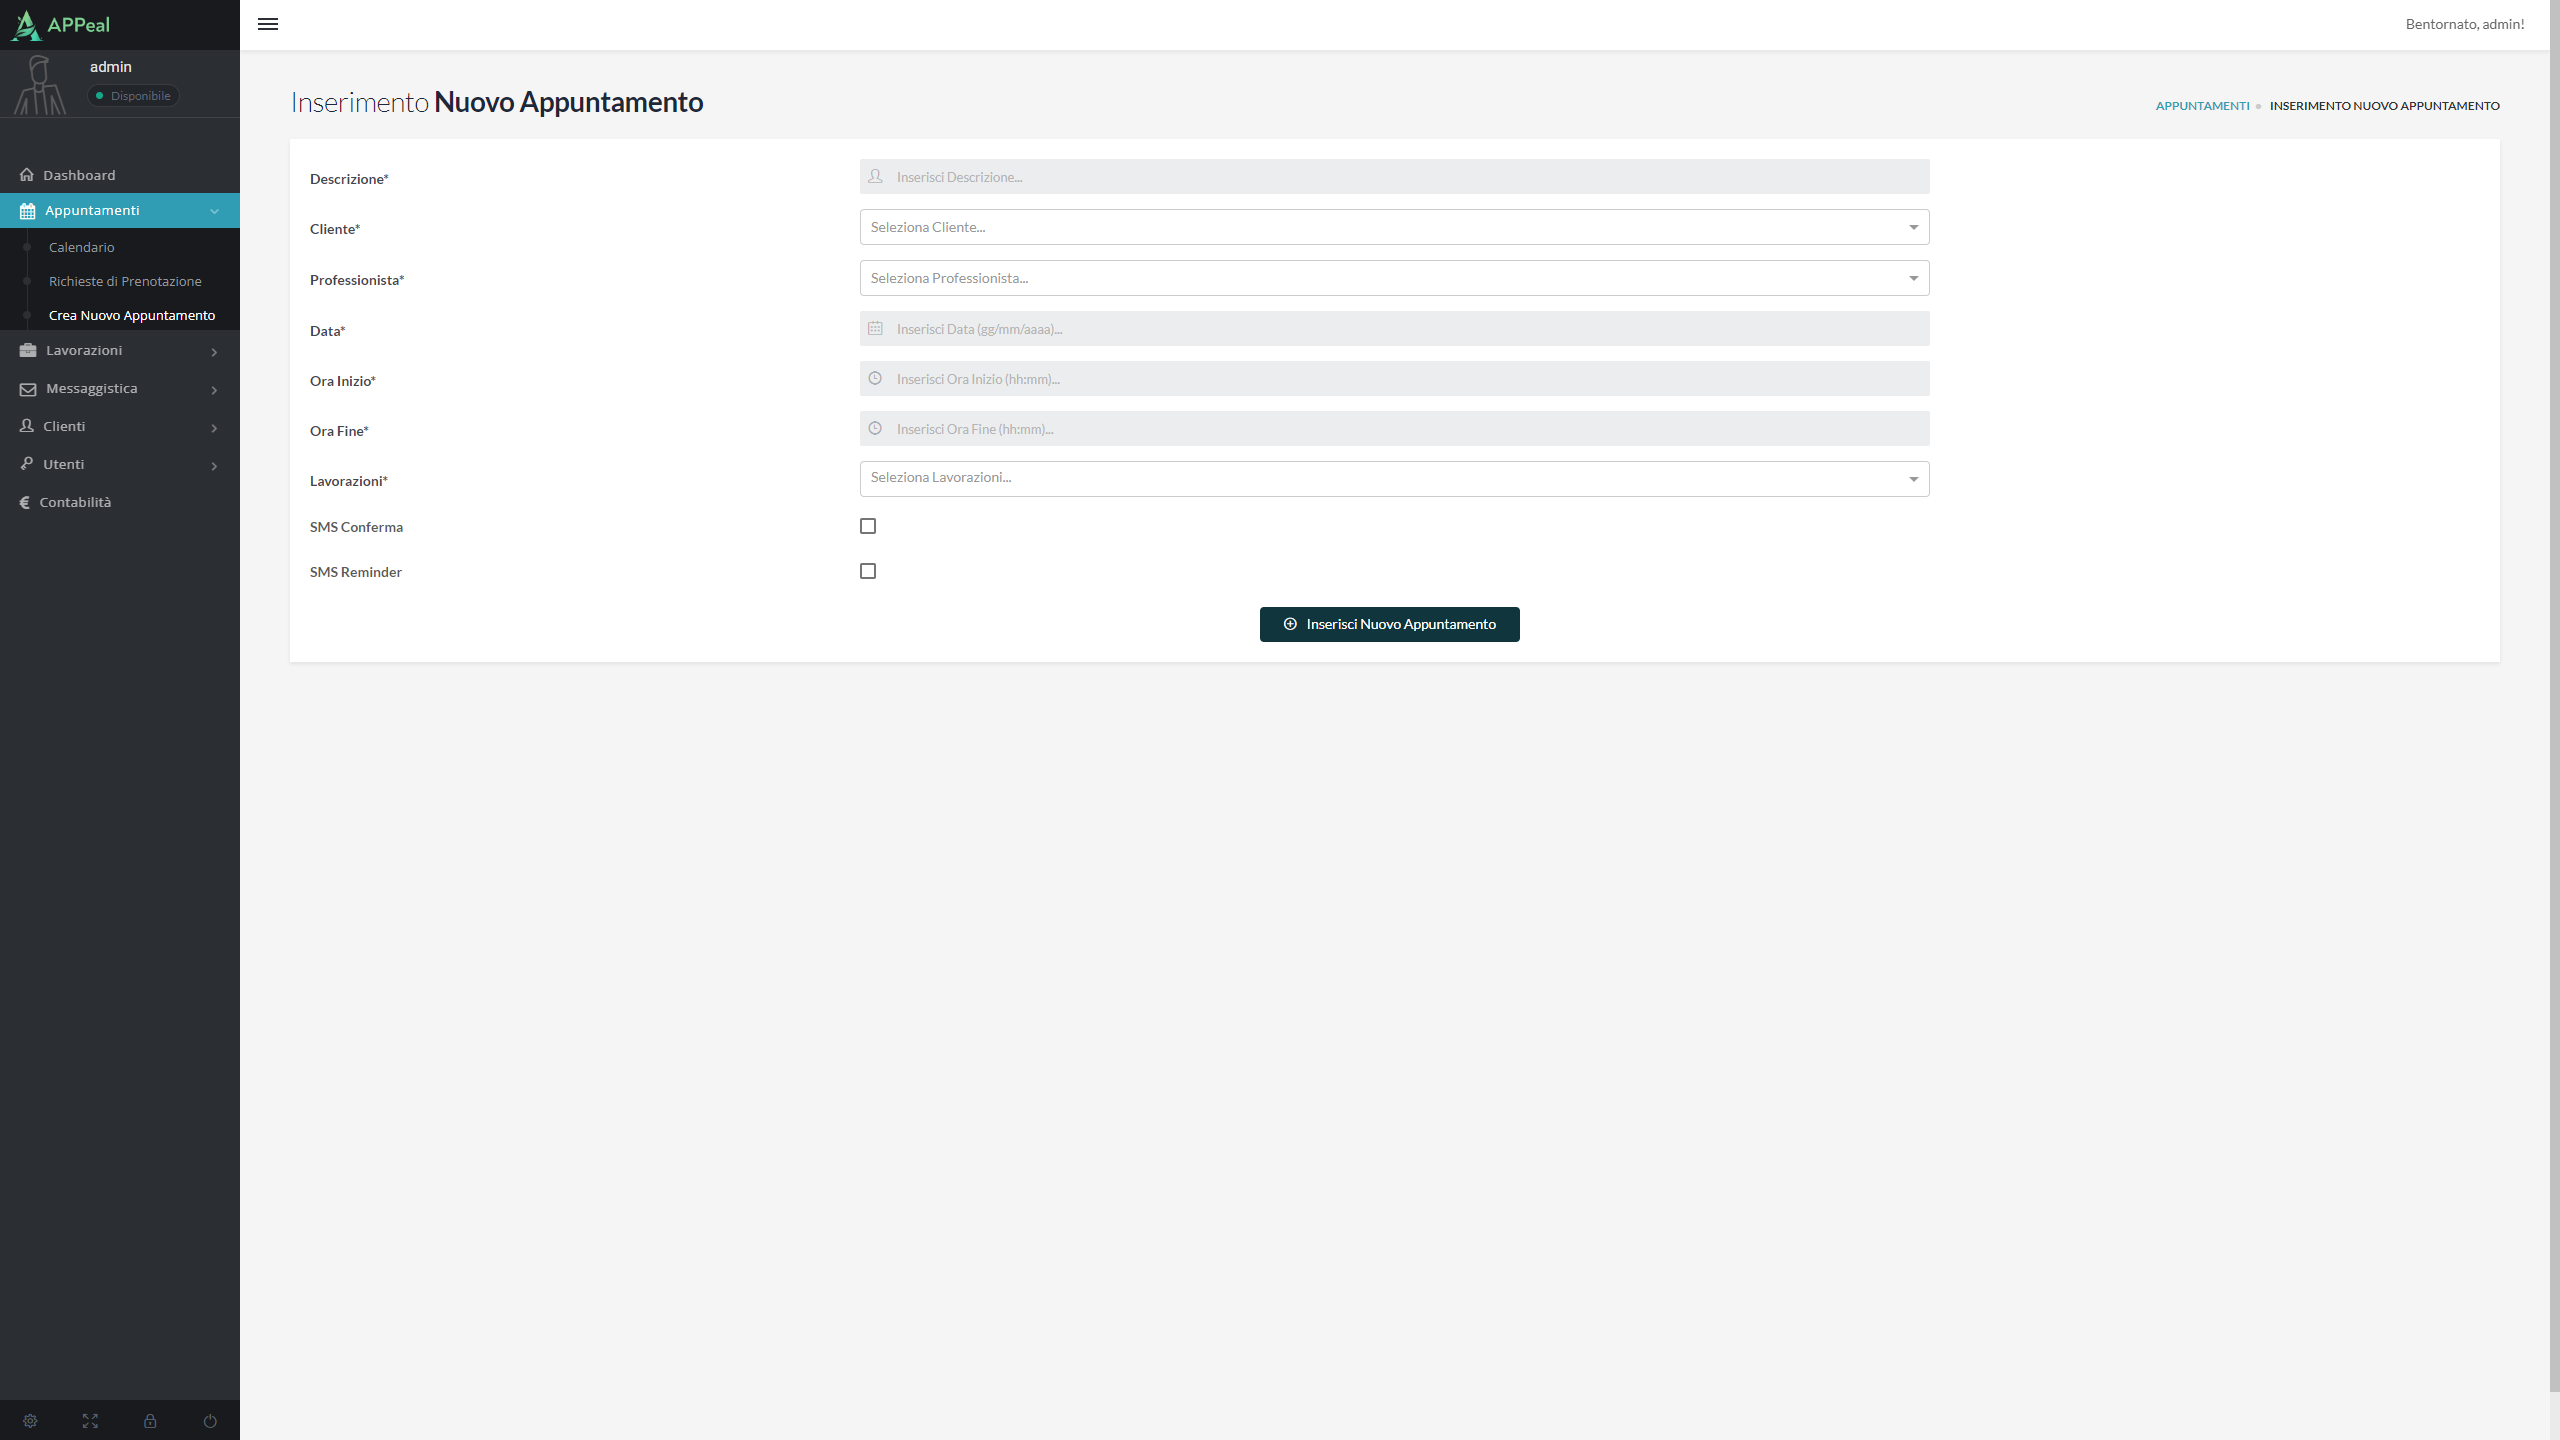 APPeal
Bentornato, admin!
admin
Disponibile
Inserimento Nuovo Appuntamento
APPUNTAMENTI • INSERIMENTO NUOVO APPUNTAMENTO
Dashboard
Appuntamenti
Calendario
Richieste di Prenotazione
Crea Nuovo Appuntamento
Lavorazioni
Messaggistica
Clienti
Utenti
€ Contabilità
Descrizione* Inserisci Descrizione...
Cliente* Seleziona Cliente...
Professionista* Seleziona Professionista...
Data* Inserisci Data (gg/mm/aaaa)...
Ora Inizio* Inserisci Ora Inizio (hh:mm)...
Ora Fine* Inserisci Ora Fine (hh:mm)...
Lavorazioni* Seleziona Lavorazioni...
SMS Conferma
SMS Reminder
Inserisci Nuovo Appuntamento